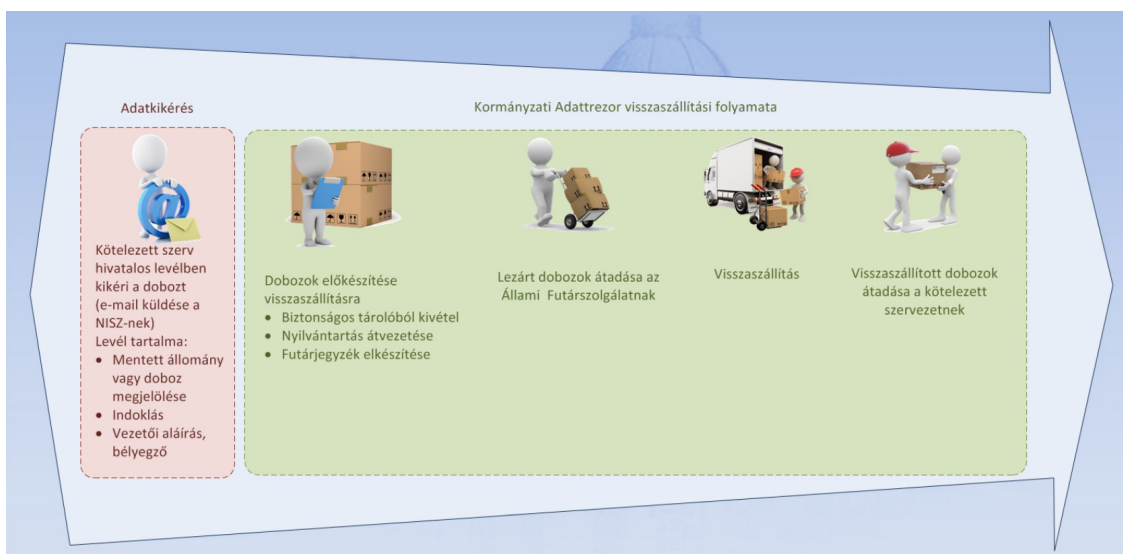 Adatkikérés
Kormányzati Adattrezor visszaszállítási folyamata
Kötelezett szerv
hivatalos levélben
kikéri a dobozt
(e-mail küldése a
NISZ-nek)
Levél tartalma:
• Mentett állomány
vagy doboz
megjelölése
• Indoklás
• Vezetői aláírás,
bélyegző
Dobozok előkészítése
visszaszállításra
• Biztonságos tárolóból kivétel
• Nyilvántartás átvezetése
• Futárjegyzék elkészítése
Lezárt dobozok átadása az
Állami Futárszolgálatnak
Visszaszállítás
Visszaszállított dobozok
átadása a kötelezett
szervezetnek